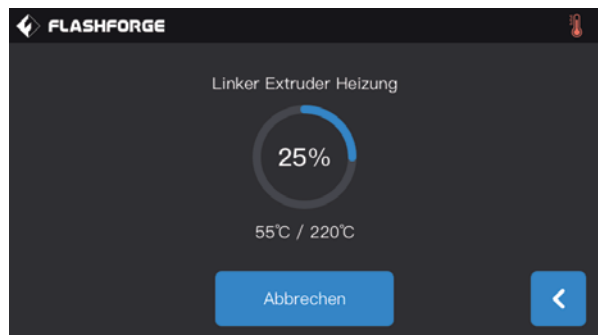 FLASHFORGE
Linker Extruder Heizung
25%
55℃ / 220℃
Abbrechen